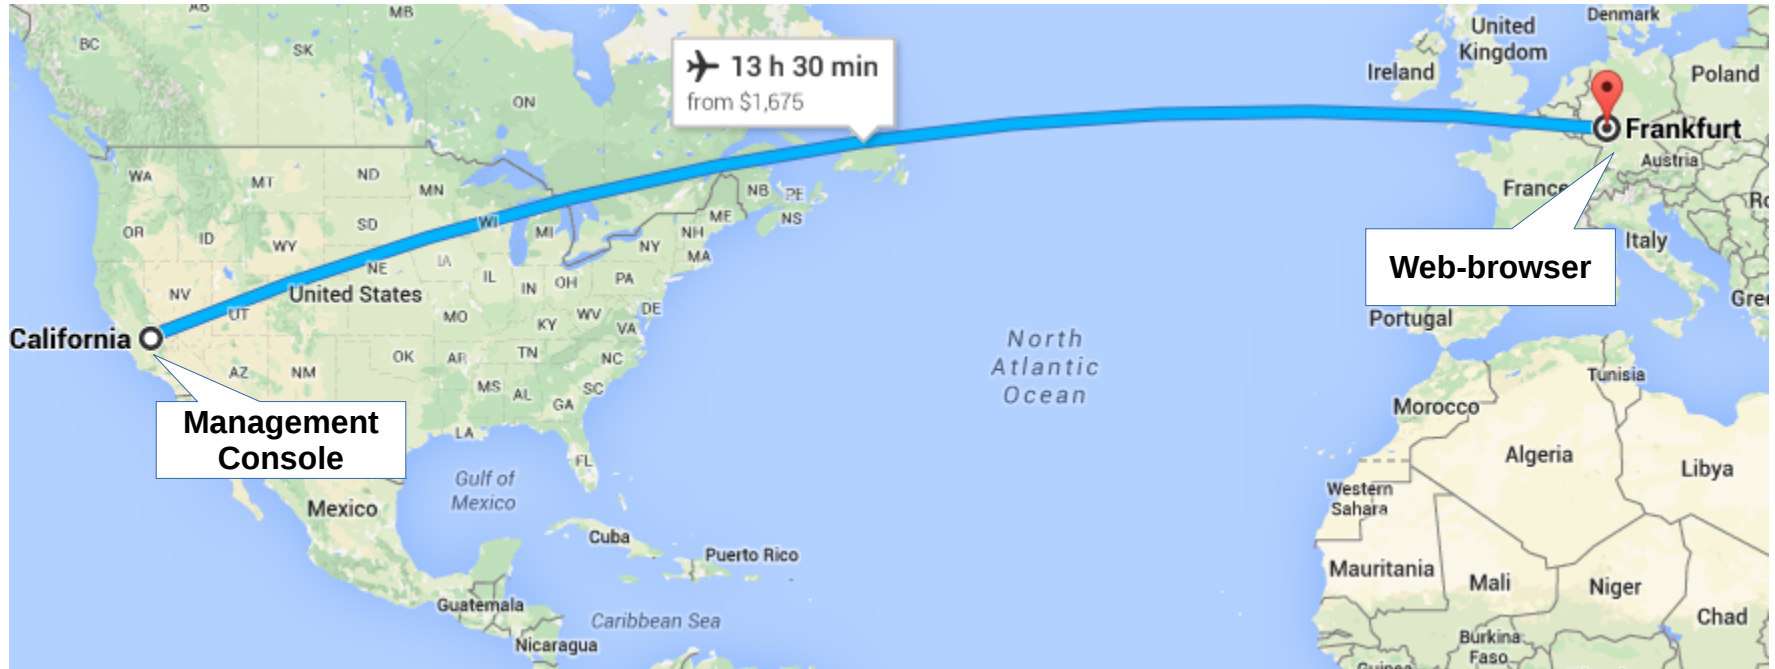 AB
MB
BC
SK
ON
13 h 30 min
from $1,675
United
Kingdom
Ireland
Denmark
Poland
Frankfurt
Austria
France
Italy
Web-browser
Portugal
WA
MT
ND
MN
OR
ID
WY
SD
WI
MI
NB
PE
NS
ME
NH
NY
MA
NV
UT
NE
IA
IL
IN
OH
PA
United States
MO
KY
WV
VA
DE
California
AZ
NM
OK
AR
TN
NC
MS
AL
GA
SC
LA
FL
Management
Console
Gulf of
Mexico
Mexico
Cuba
Puerto Rico
Guatemala
Caribbean Sea
Nicaragua
North
Atlantic
Ocean
Ro
Gree
Tunisia
Morocco
Algeria
Libya
Western
Sahara
Mauritania
Mali
Niger
Chad
Burkina
Faso
Guinea